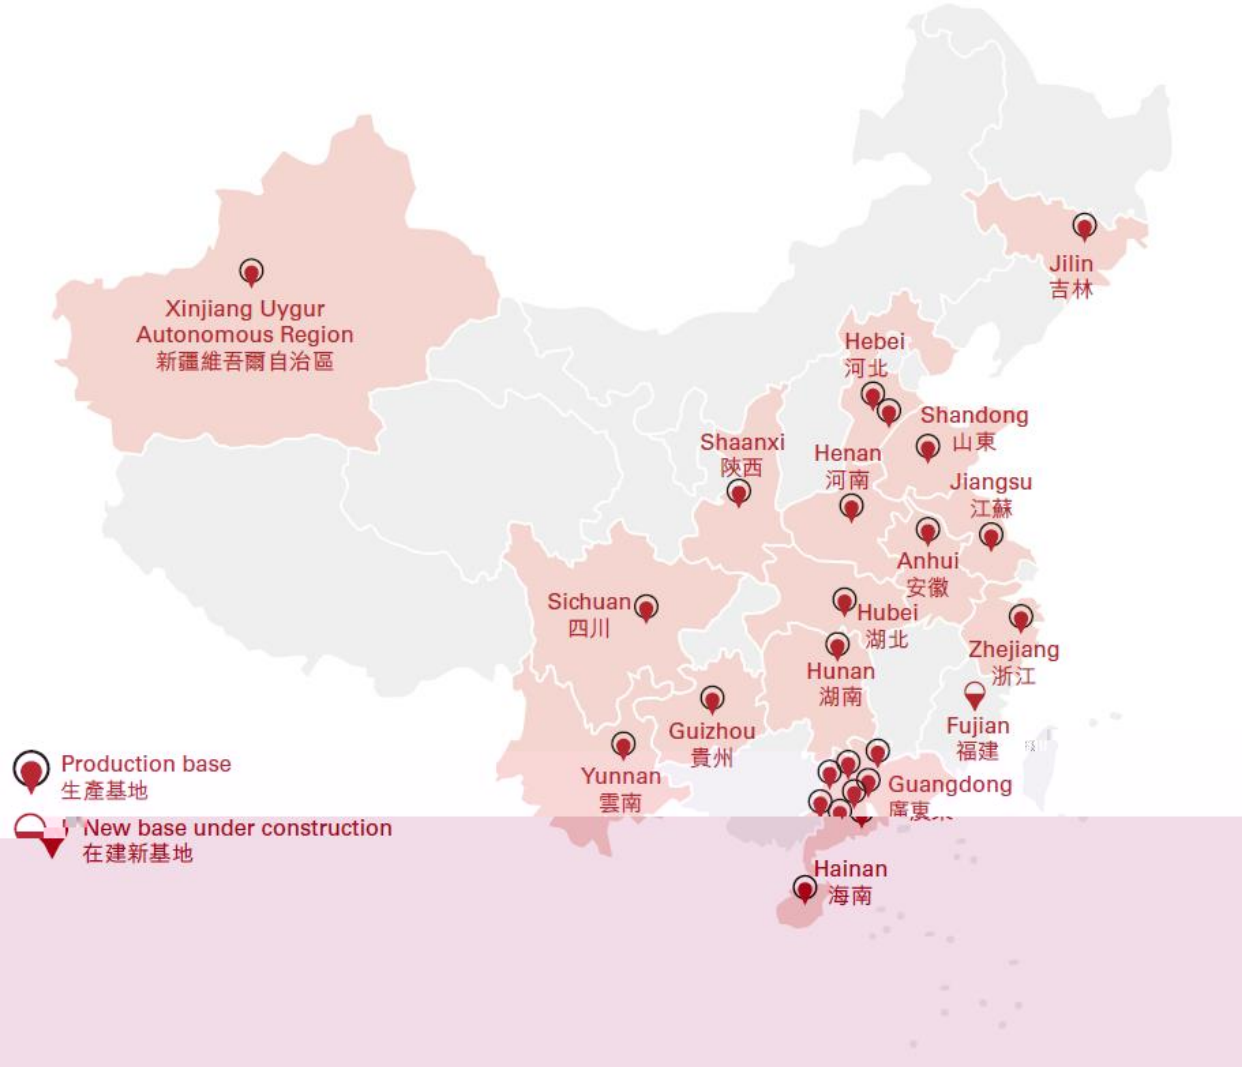 Jilin
吉林
Xinjiang Uygur
Autonomous Region
新疆維吾爾自治區
Hebei
河北
Shandong
山東
Shaanxi
陝西
Henan
河南
Jiangsu
江蘇
Anhui
安徽
Sichuan
四川
Hubei
湖北
Zhejiang
浙江
Hunan
湖南
Guizhou
貴州
Fujian
福建
Yunnan
雲南
Guangdong
廣東
Production base
生產基地
New base under construction
在建新基地
Hainan
海南